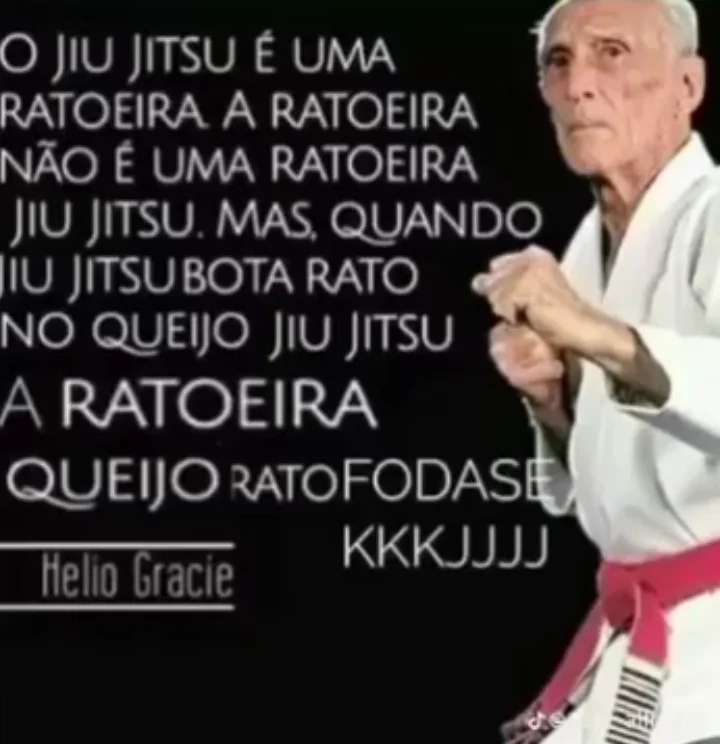 O JIU JITSU É UMA
RATOEIRA. A RATOEIRA
NÃO É UMA RATOEIRA
JIU JITSU. MAS, QUANDO
JIU JITSU BOTA RATO
NO QUEIJO JIU JITSU
A RATOEIRA
QUEIJO RATO FODASE
KKKJJJJ
Helio Gracie